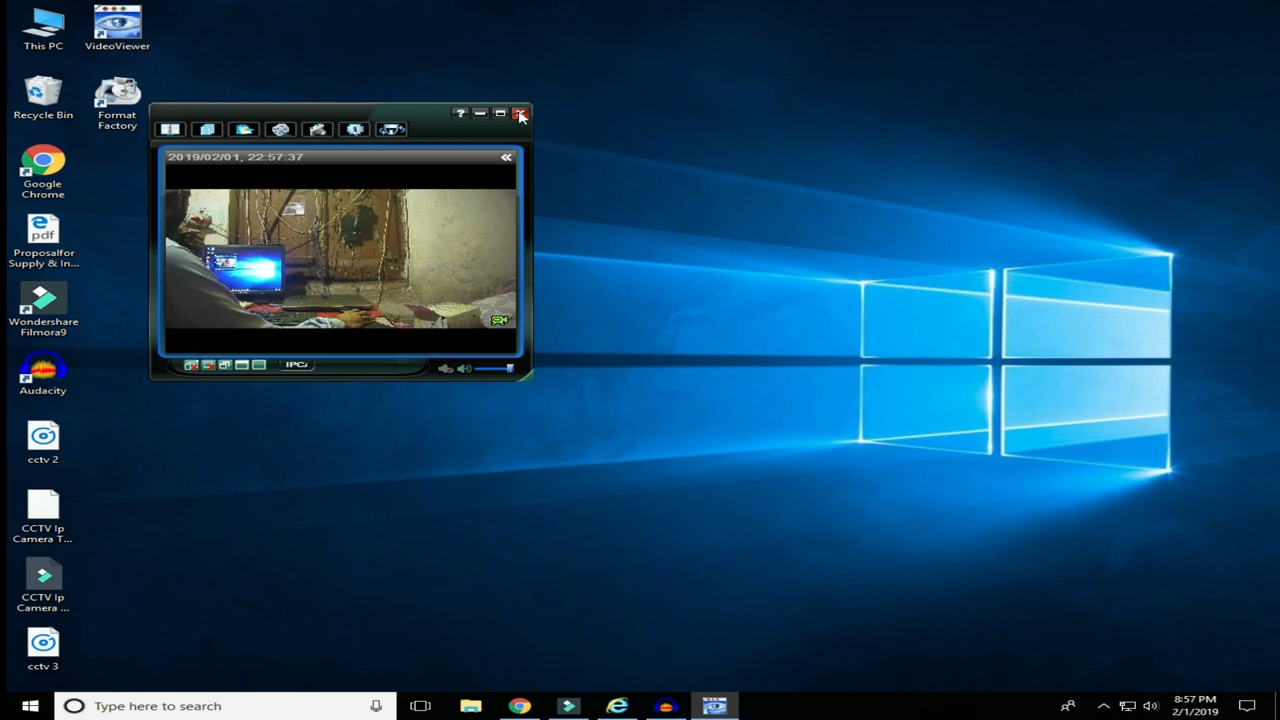 This PC
VideoViewer
Recycle Bin
Format
Factory
Google
Chrome
pdf
Proposalfor
Supply & In...
Wondershare
Filmora9
Audacity
cctv 2
CCTV Ip
Camera T...
CCTV Ip
Camera ...
cctv 3
?
2019/02/01, 22:57:37
IPC/
Type here to search
8:57 PM
2/1/2019